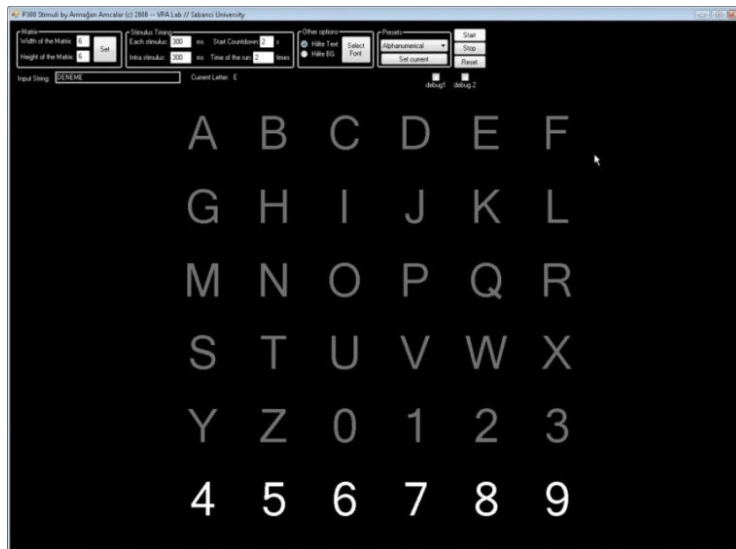 P300 Stimuli by Armağan Amcalar (c) 2008 -- VPA Lab // Sabanci University
Matrix
Width of the Matrix: 6
Height of the Matrix: 6
Set
Stimulus Timing
Each stimulus: 300 ms Start Countdown: 2 s
Intra stimulus: 300 ms Time of the run: 2 times
Other options
Hilite Text
Hilite BG
Select Font
Presets
Alphanumerical
Set current
Start
Stop
Reset
Input String: DENEME Current Letter: E debug1 debug 2
A B C D E F
G H I J K L
M N O P Q R
S T U V W X
Y Z 0 1 2 3
4 5 6 7 8 9